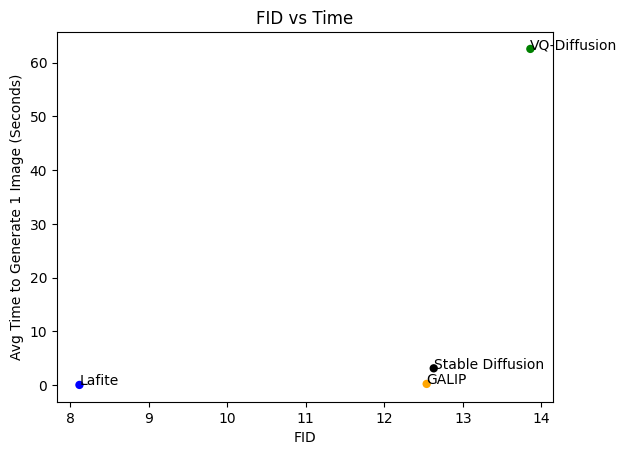 FID vs Time
VQ-Diffusion
60
50
40
30
20
10
0
Avg Time to Generate 1 Image (Seconds)
Stable Diffusion
GALIP
Lafite
8
9
10
11
12
13
14
FID